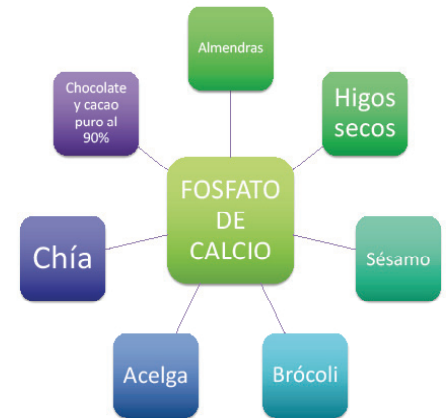 Almendras
Higos
secos
Sésamo
Brócoli
Acelga
Chía
Chocolate
y cacao
puro al
90%
FOSFATO
DE
CALCIO